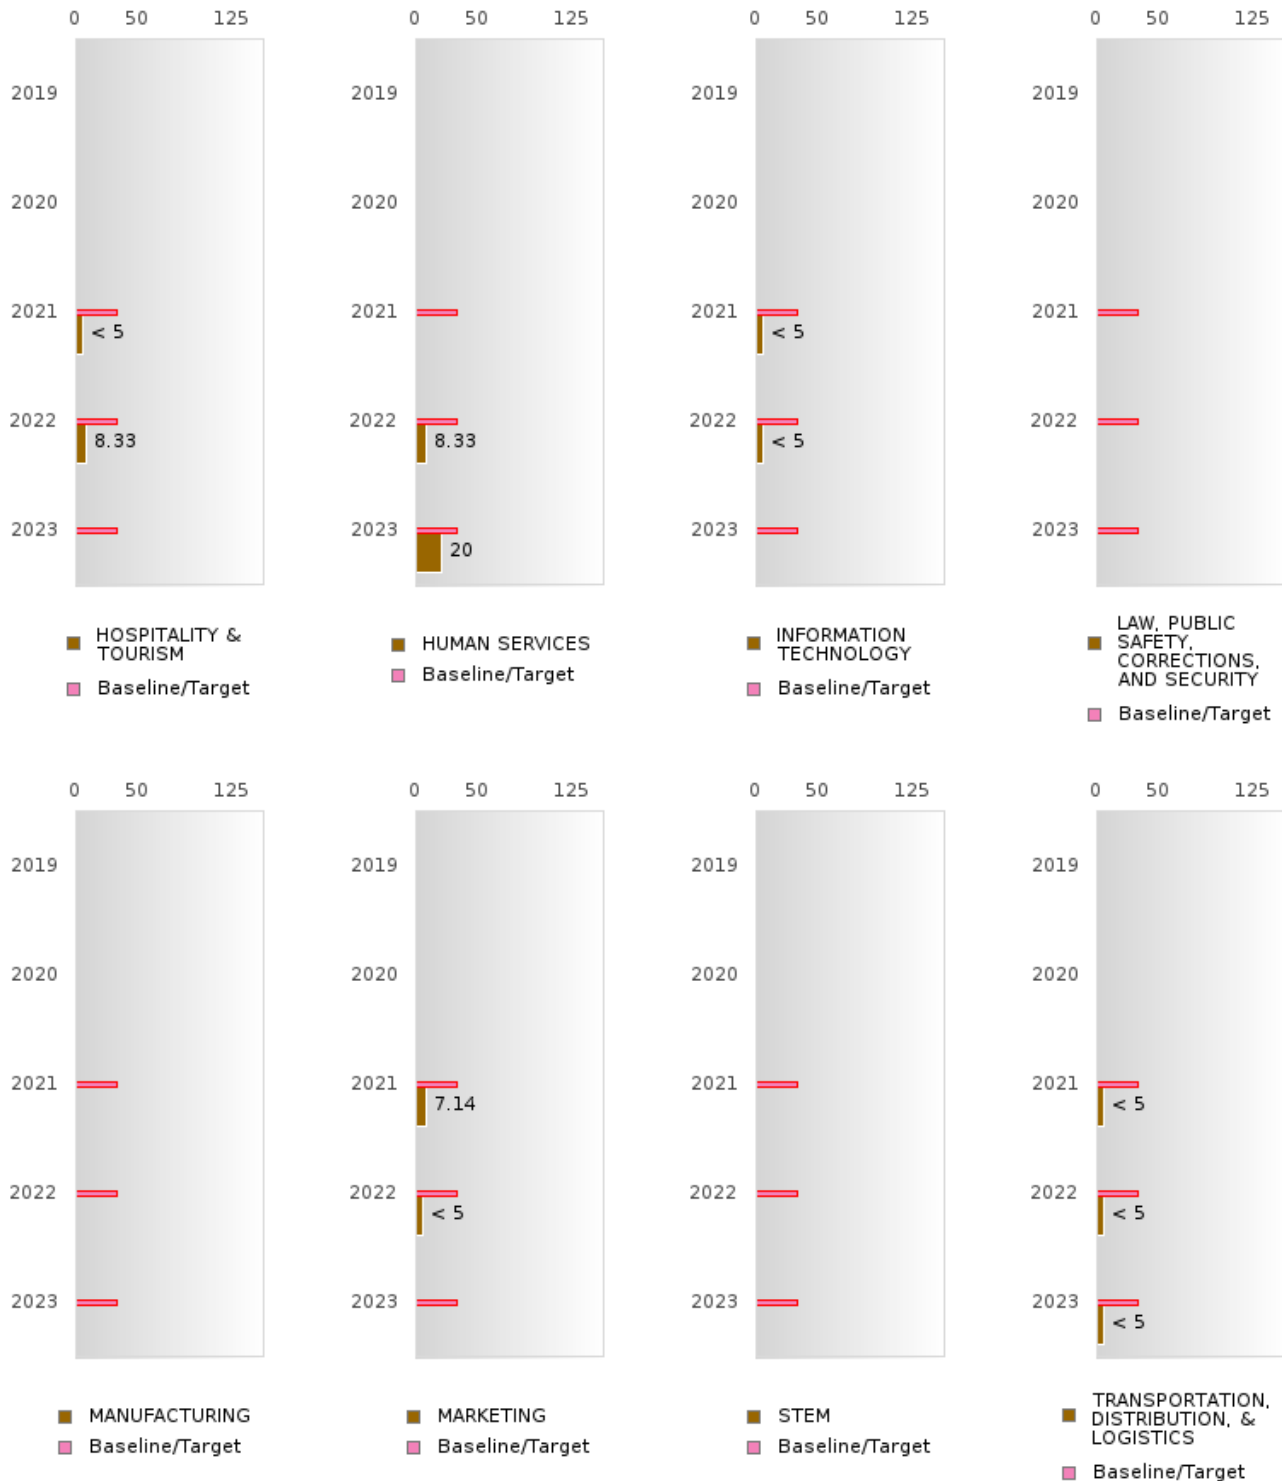 0 50 125
2019
2020
2021
< 5
2022
8.33
2023
HOSPITALITY &
TOURISM
Baseline/Target
0 50 125
2019
2020
2021
2022
8.33
2023
20
HUMAN SERVICES
Baseline/Target
0 50 125
2019
2020
2021
< 5
2022
< 5
2023
INFORMATION
TECHNOLOGY
Baseline/Target
0 50 125
2019
2020
2021
2022
2023
LAW, PUBLIC
SAFETY,
CORRECTIONS,
AND SECURITY
Baseline/Target
0 50 125
2019
2020
2021
2022
2023
MANUFACTURING
Baseline/Target
0 50 125
2019
2020
2021
7.14
2022
< 5
2023
MARKETING
Baseline/Target
0 50 125
2019
2020
2021
2022
2023
STEM
Baseline/Target
0 50 125
2019
2020
2021
< 5
2022
< 5
2023
< 5
TRANSPORTATION,
DISTRIBUTION, &
LOGISTICS
Baseline/Target